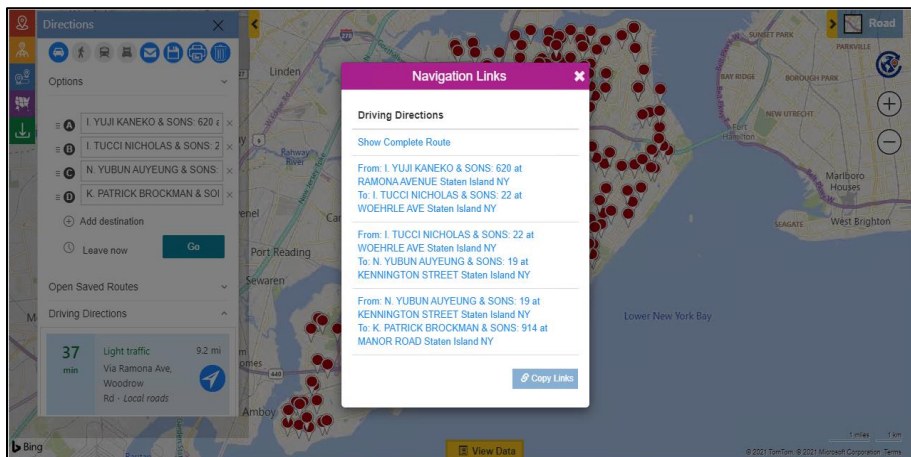 Directions
Options
A I. YUJI KANEKO & SONS: 620 a
B I. TUCCI NICHOLAS & SONS: 2
C N. YUBUN AUYEUNG & SONS:
D K. PATRICK BROCKMAN & SO
Add destination
Leave now
Go
Open Saved Routes
Driving Directions
37
min
Light traffic
9.2 mi
Via Ramona Ave,
Woodrow
Rd - Local roads
Bing
Navigation Links
Driving Directions
Show Complete Route
From: I. YUJI KANEKO & SONS: 620 at
RAMONA AVENUE Staten Island NY
To: I. TUCCI NICHOLAS & SONS: 22 at
WOEHRLE AVE Staten Island NY
From: I. TUCCI NICHOLAS & SONS: 22 at
WOEHRLE AVE Staten Island NY
To: N. YUBUN AUYEUNG & SONS: 19 at
KENNINGTON STREET Staten Island NY
From: N. YUBUN AUYEUNG & SONS: 19 at
KENNINGTON STREET Staten Island NY
To: K. PATRICK BROCKMAN & SONS: 914 at
MANOR ROAD Staten Island NY
Copy Links
View Data
Road
278
Linden
Rahway
River
Port Reading
Sewaren
440
Amboy
SUNSET PARK
PARKVILLE
BAY RIDGE
BOROUGH PARK
NEW UTRECHT
Fort
Hamilton
Marlboro
Houses
SEAGATE
West Brighton
Lower New York Bay
1 miles
1 km
© 2021 TomTom, © 2021 Microsoft Corporation Terms